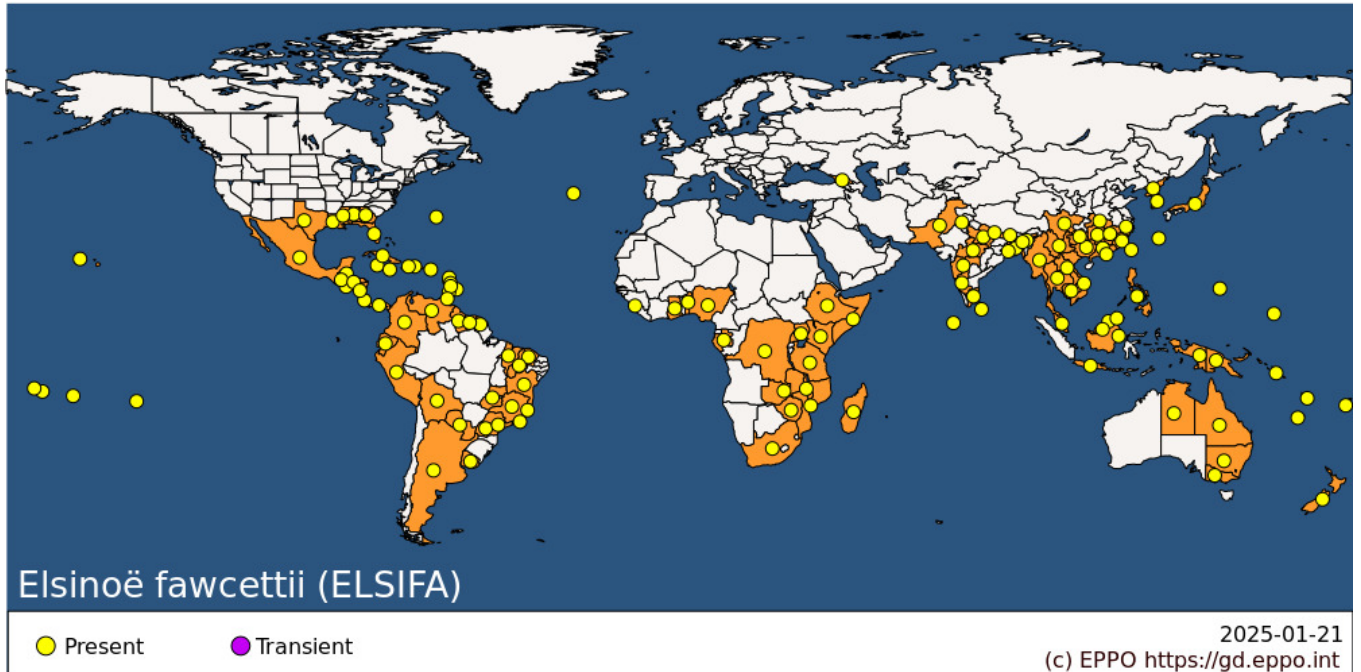 Elsinoë fawcettii (ELSIFA)
Present
Transient
2025-01-21
(c) EPPO https://gd.eppo.int